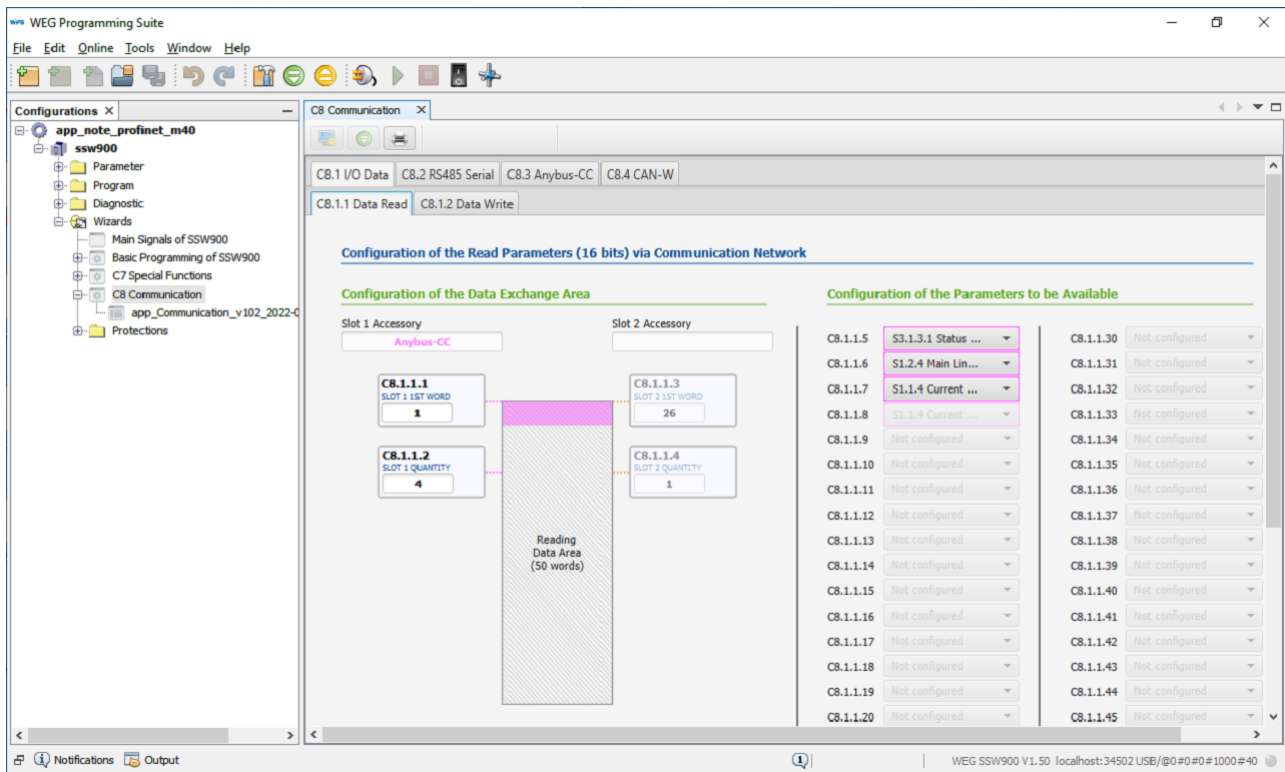 WPS WEG Programming Suite
File Edit Online Tools Window Help
Configurations
app_note_profinet_m40
ssw900
Parameter
Program
Diagnostic
Wizards
Main Signals of SSW900
Basic Programming of SSW900
C7 Special Functions
C8 Communication
app_Communication_v102_2022-0
Protections
C8 Communication
C8.1 I/O Data C8.2 RS485 Serial C8.3 Anybus-CC C8.4 CAN-W
C8.1.1 Data Read C8.1.2 Data Write
Configuration of the Read Parameters (16 bits) via Communication Network
Configuration of the Data Exchange Area
Slot 1 Accessory Slot 2 Accessory
Anybus-CC
C8.1.1.1
SLOT 1 1ST WORD
1
C8.1.1.3
SLOT 2 1ST WORD
26
C8.1.1.2
SLOT 1 QUANTITY
4
C8.1.1.4
SLOT 2 QUANTITY
1
Reading
Data Area
(50 words)
Configuration of the Parameters to be Available
C8.1.1.5 S3.1.3.1 Status ... C8.1.1.30 Not configured
C8.1.1.6 S1.2.4 Main Lin... C8.1.1.31 Not configured
C8.1.1.7 S1.1.4 Current ... C8.1.1.32 Not configured
C8.1.1.8 S1.1.4 Current ... C8.1.1.33 Not configured
C8.1.1.9 Not configured C8.1.1.34 Not configured
C8.1.1.10 Not configured C8.1.1.35 Not configured
C8.1.1.11 Not configured C8.1.1.36 Not configured
C8.1.1.12 Not configured C8.1.1.37 Not configured
C8.1.1.13 Not configured C8.1.1.38 Not configured
C8.1.1.14 Not configured C8.1.1.39 Not configured
C8.1.1.15 Not configured C8.1.1.40 Not configured
C8.1.1.16 Not configured C8.1.1.41 Not configured
C8.1.1.17 Not configured C8.1.1.42 Not configured
C8.1.1.18 Not configured C8.1.1.43 Not configured
C8.1.1.19 Not configured C8.1.1.44 Not configured
C8.1.1.20 Not configured C8.1.1.45 Not configured
Notifications Output 1 WEG SSW900 V1.50 localhost:34502 USB/@0#0#0#1000#40